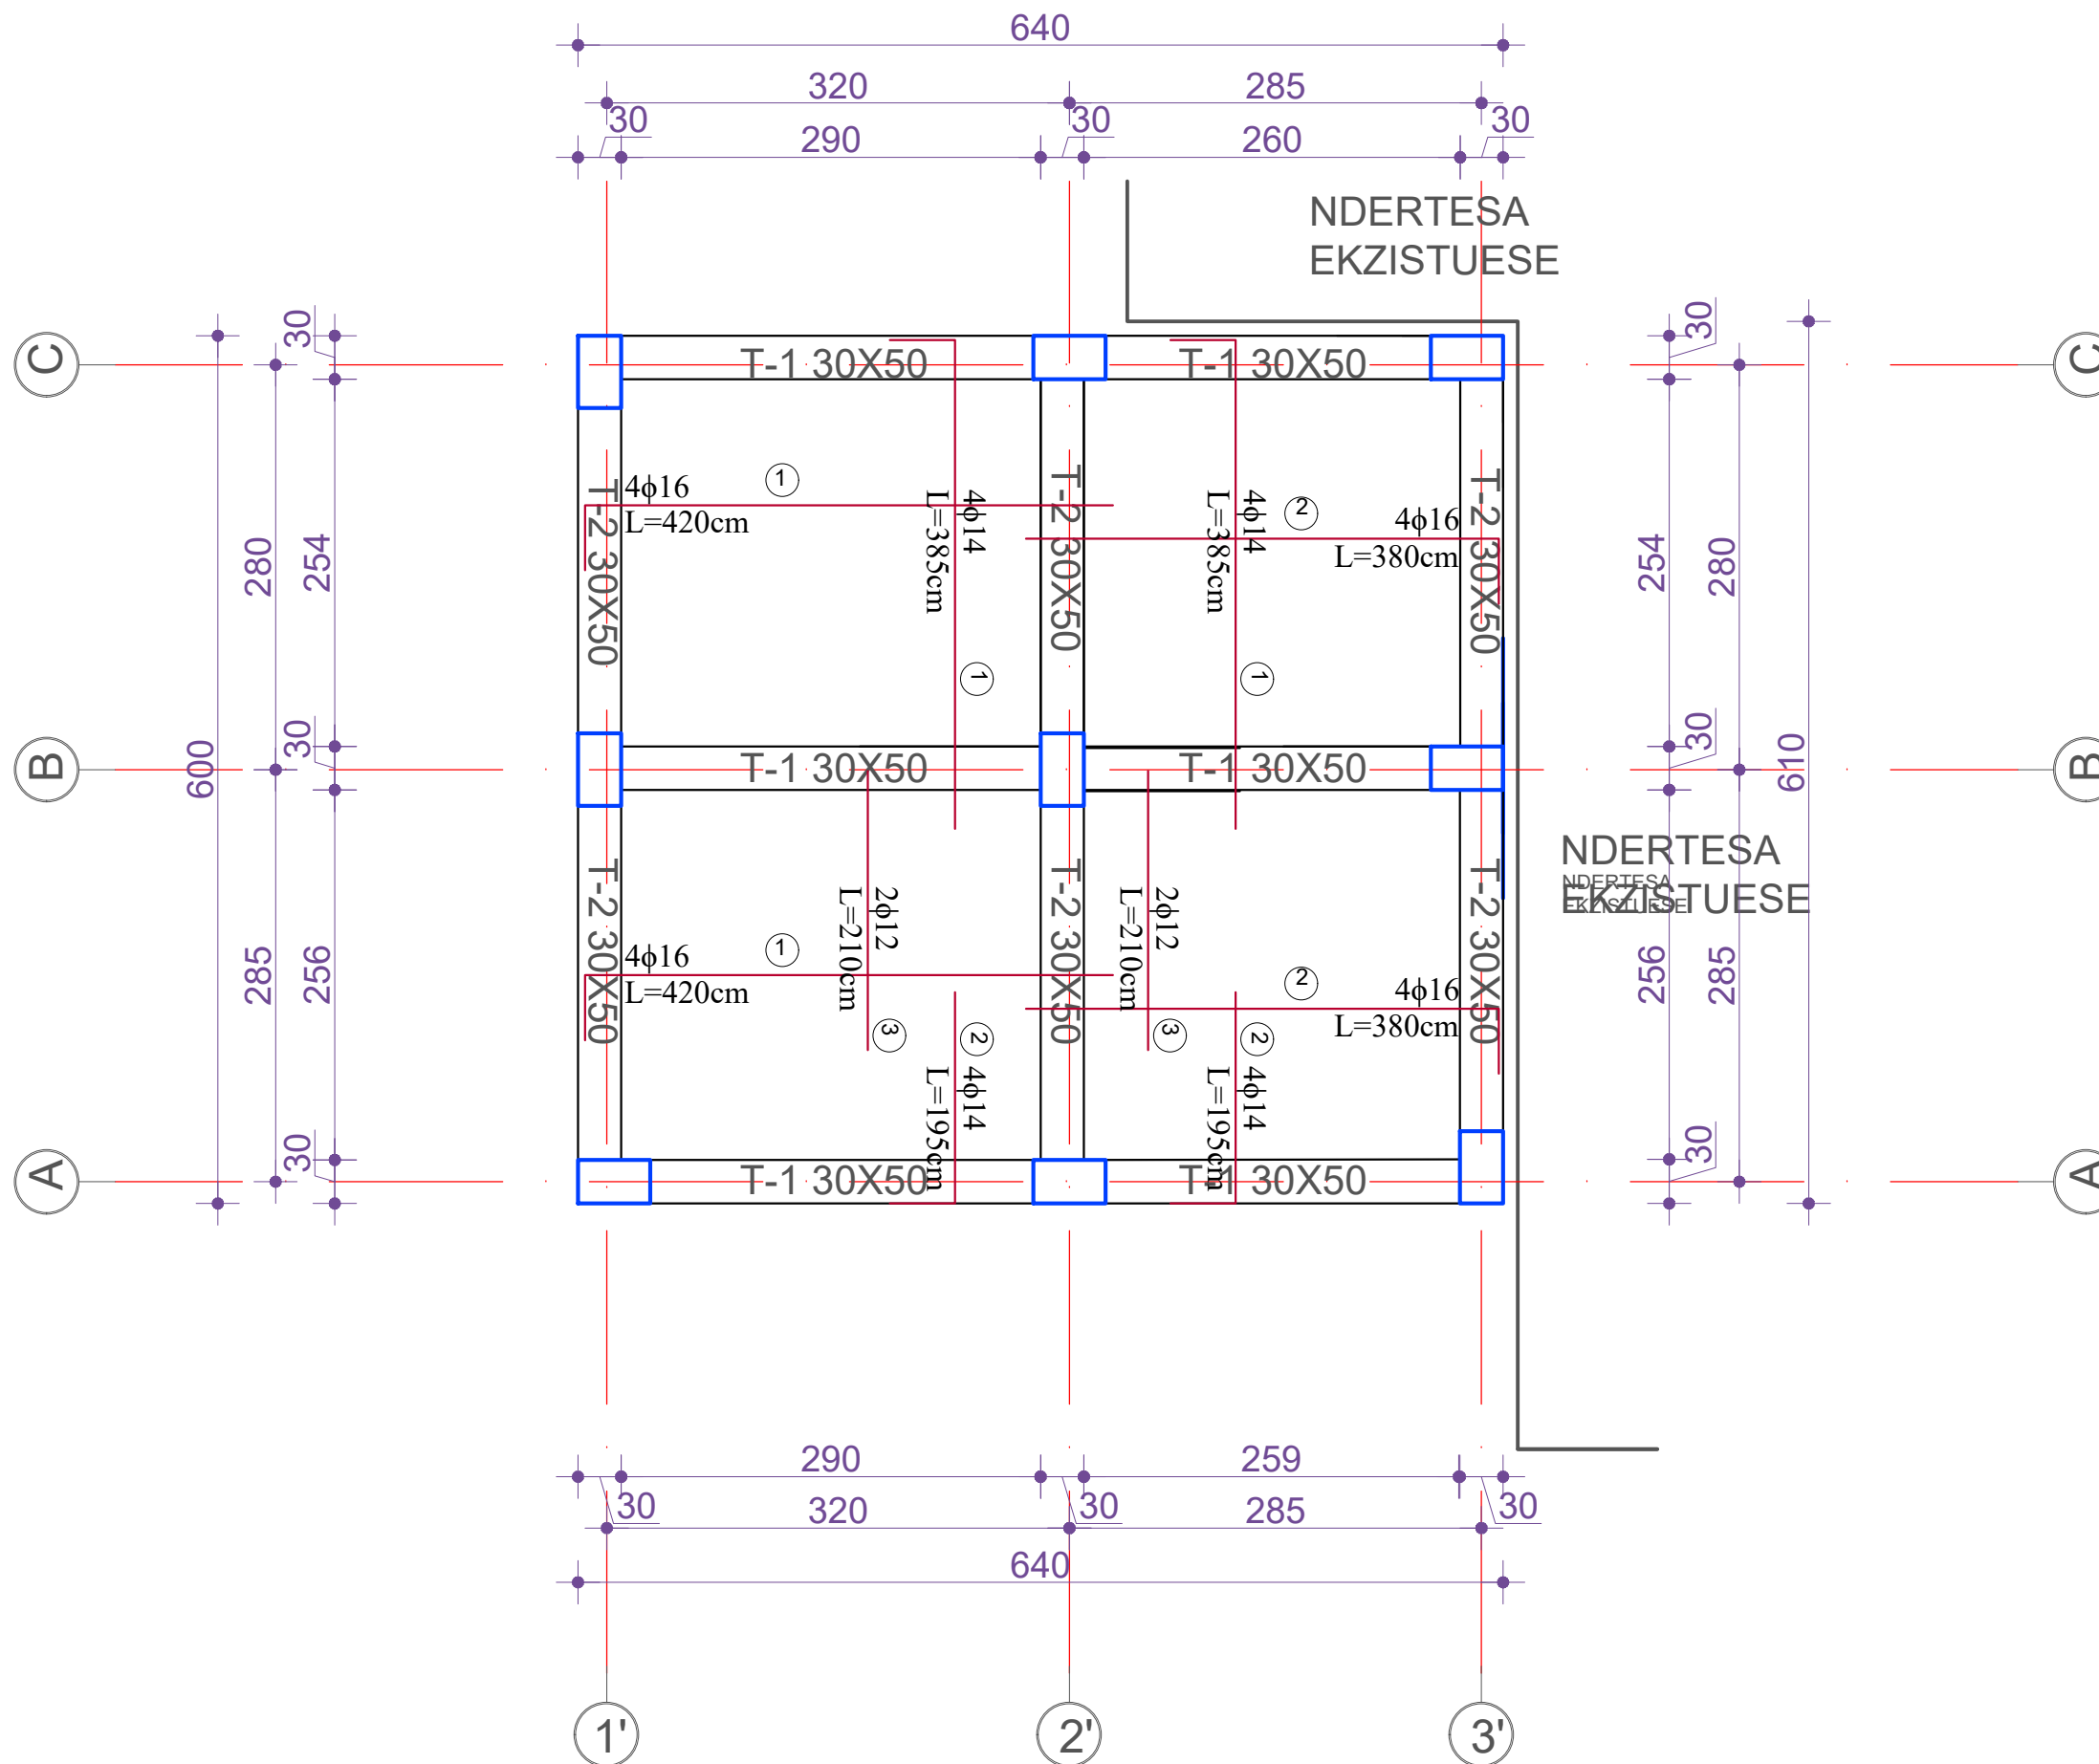 640
320
285
30
30
30
290
260
NDERTESA
EKZISTUESE
30
30
C
C
T-1 30X50
T-1 30X50
4ϕ16
L=420cm
1
4ϕ14
L=385cm
4ϕ14
L=385cm
2
4ϕ16
L=380cm
T-2 30X50
T-2 30X50
T-2 30X50
280
254
254
280
1
1
30
30
B
B
600
610
T-1 30X50
T-1 30X50
NDERTESA
EKZISTUESE
NDERTESA
EKZISTUESE
T-2 30X50
T-2 30X50
T-2 30X50
2ϕ12
L=210cm
2ϕ12
L=210cm
4ϕ16
L=420cm
1
2
4ϕ16
L=380cm
285
256
256
285
3
2
3
2
4ϕ14
L=195cm
4ϕ14
L=195cm
30
30
A
A
T-1 30X50
T-1 30X50
290
259
30
30
30
320
285
640
1'
2'
3'